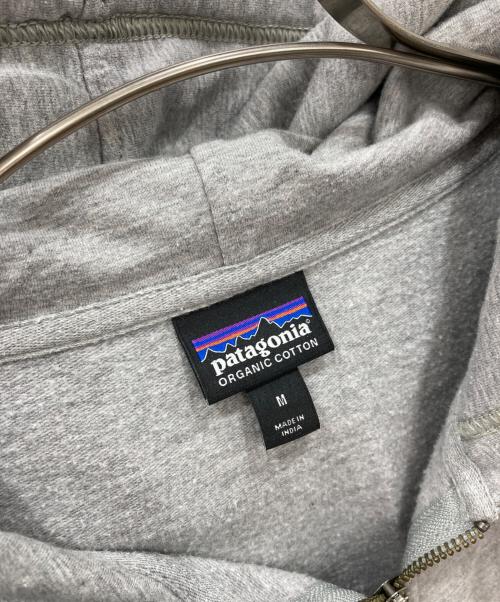 patagonia
ORGANIC COTTON
M
MADE IN
INDIA